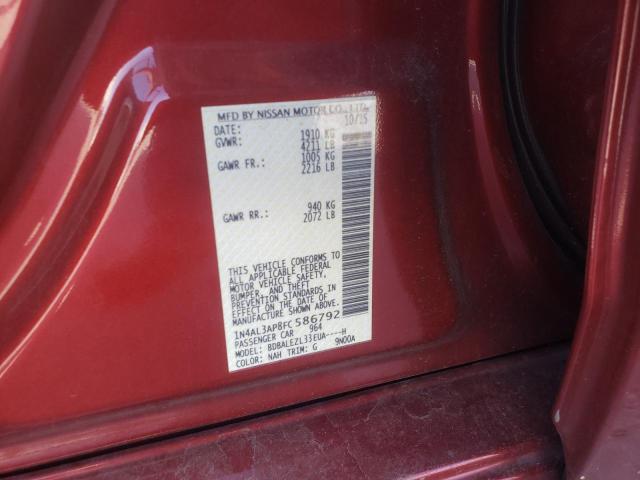 MFD BY NISSAN MOTOR CO., LTD.
DATE: 10/15
GVWR: 1910 KG
4211 LB
GAWR FR: 1005 KG
2216 LB
GAWR RR: 940 KG
2072 LB
THIS VEHICLE CONFORMS TO
ALL APPLICABLE FEDERAL
MOTOR VEHICLE SAFETY,
BUMPER, AND THEFT
PREVENTION STANDARDS IN
EFFECT ON THE DATE OF
MANUFACTURE SHOWN ABOVE.
1N4AL3AP8FC586792
PASSENGER CAR 964
MODEL: BDBALEZL33EUA----H
COLOR: NAH TRIM: G 9N00A